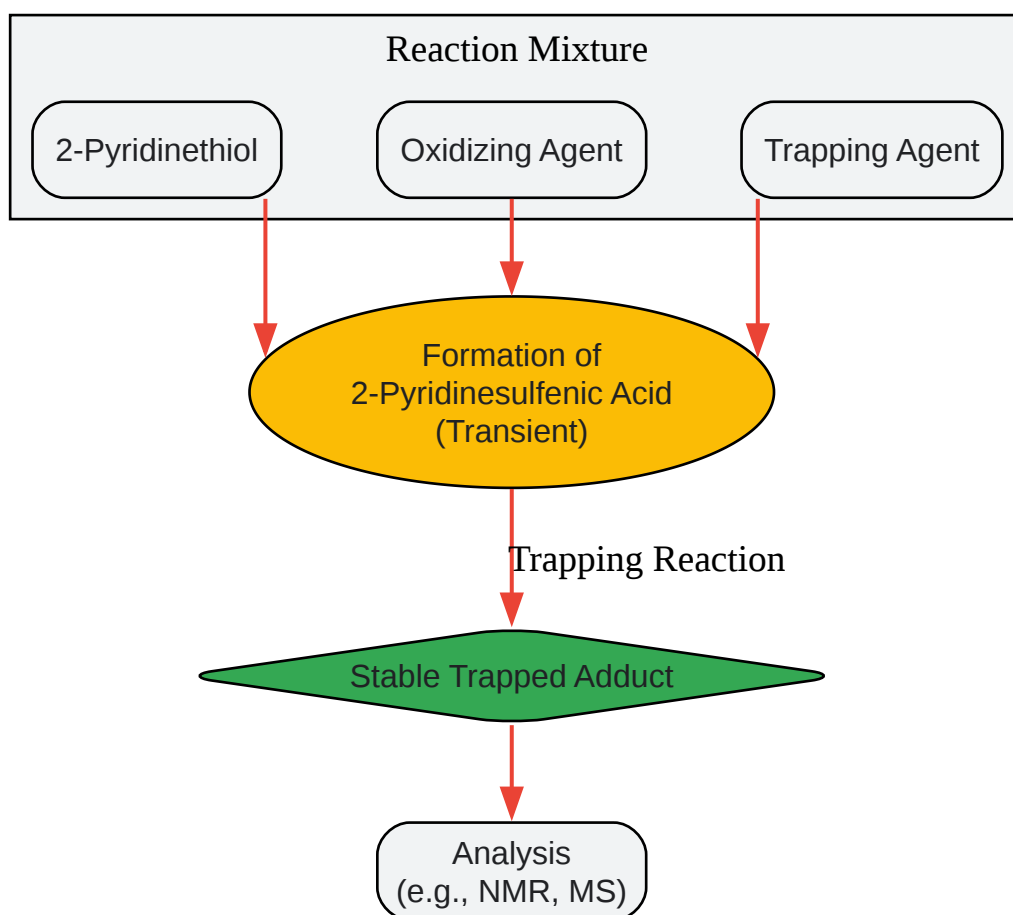 Reaction Mixture
2-Pyridinethiol
Oxidizing Agent
Trapping Agent
Formation of
2-Pyridinesulfenic Acid
(Transient)
Trapping Reaction
Stable Trapped Adduct
Analysis
(e.g., NMR, MS)